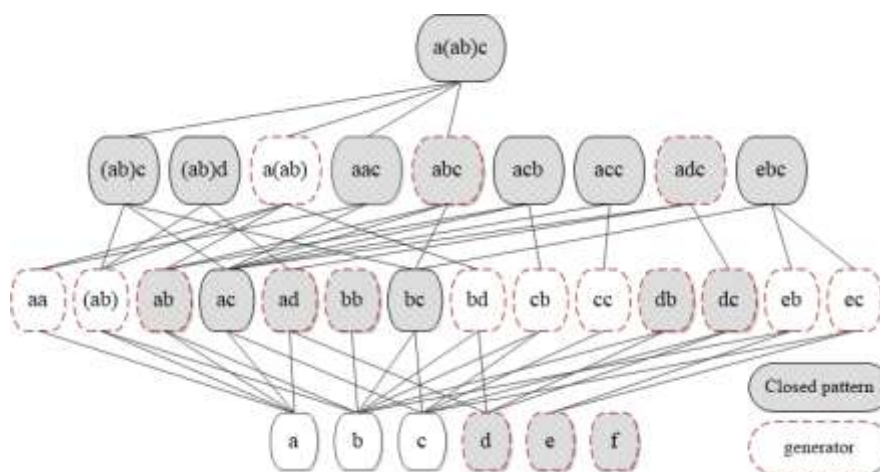 a(ab)c
(ab)c (ab)d a(ab) aac abc acb acc adc ebc
aa (ab) ab ac ad bb bc bd cb cc db dc eb ec
Closed pattern
a b c d e f
generator